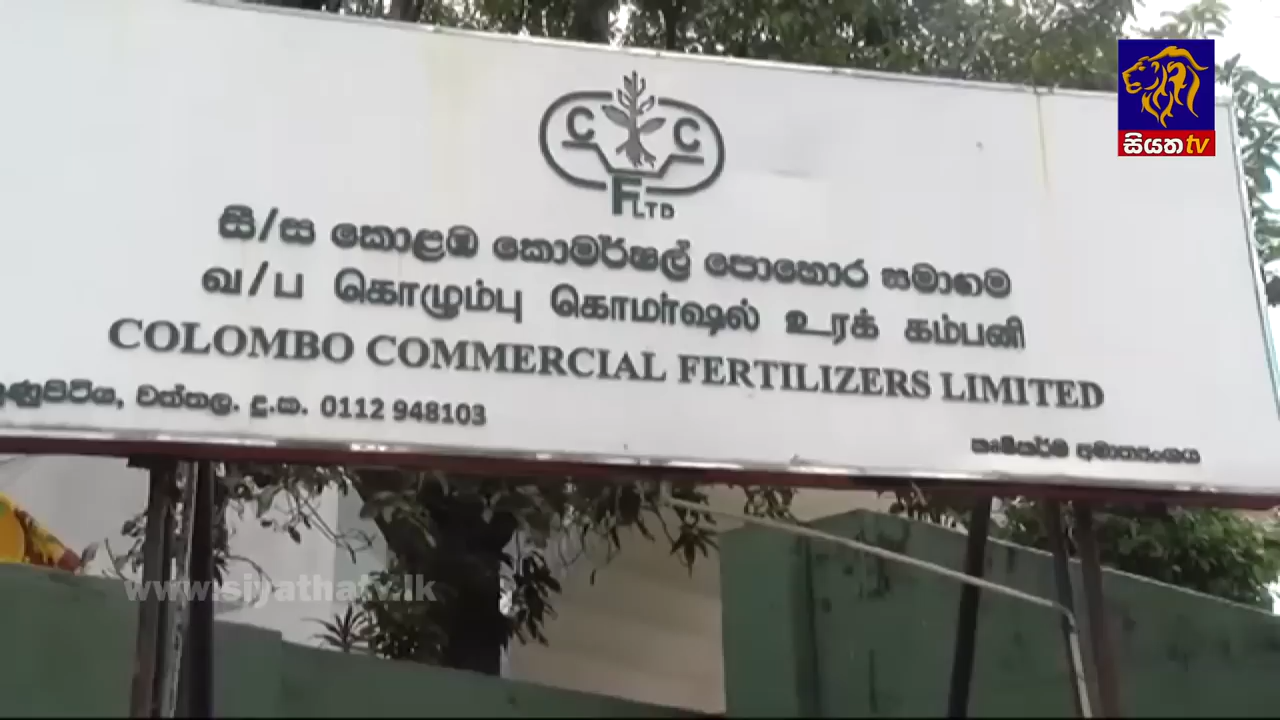 සියත tv
C C
F LTD
සී/ස කොළඹ කොමර්ෂල් පොහොර සමාගම
வ/ப கொழும்பு கொமர்ஷல் உரக் கம்பனி
COLOMBO COMMERCIAL FERTILIZERS LIMITED
වත්තල. දු.ක. 0112 948103
කෘෂිකර්ම අමාත්‍යංශය
www.siyathatv.lk